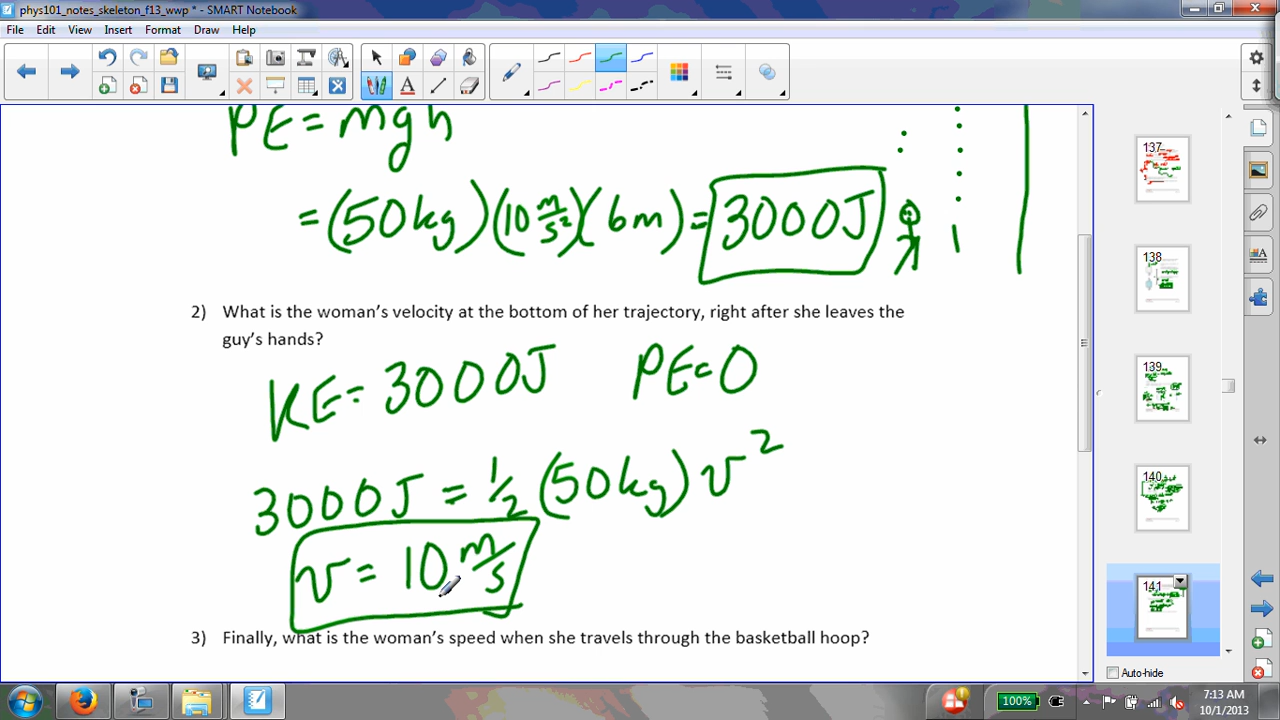 phys101_notes_skeleton_f13_wwp * - SMART Notebook
File Edit View Insert Format Draw Help
PE = mgh
= (50kg)(10 m/s²)(6m) = 3000J
2) What is the woman's velocity at the bottom of her trajectory, right after she leaves the
guy's hands?
KE = 3000J PE = 0
3000J = 1/2 (50kg) v²
v = 10 m/s
3) Finally, what is the woman's speed when she travels through the basketball hoop?
137
138
139
140
141
Auto-hide
100%
7:13 AM
10/1/2013